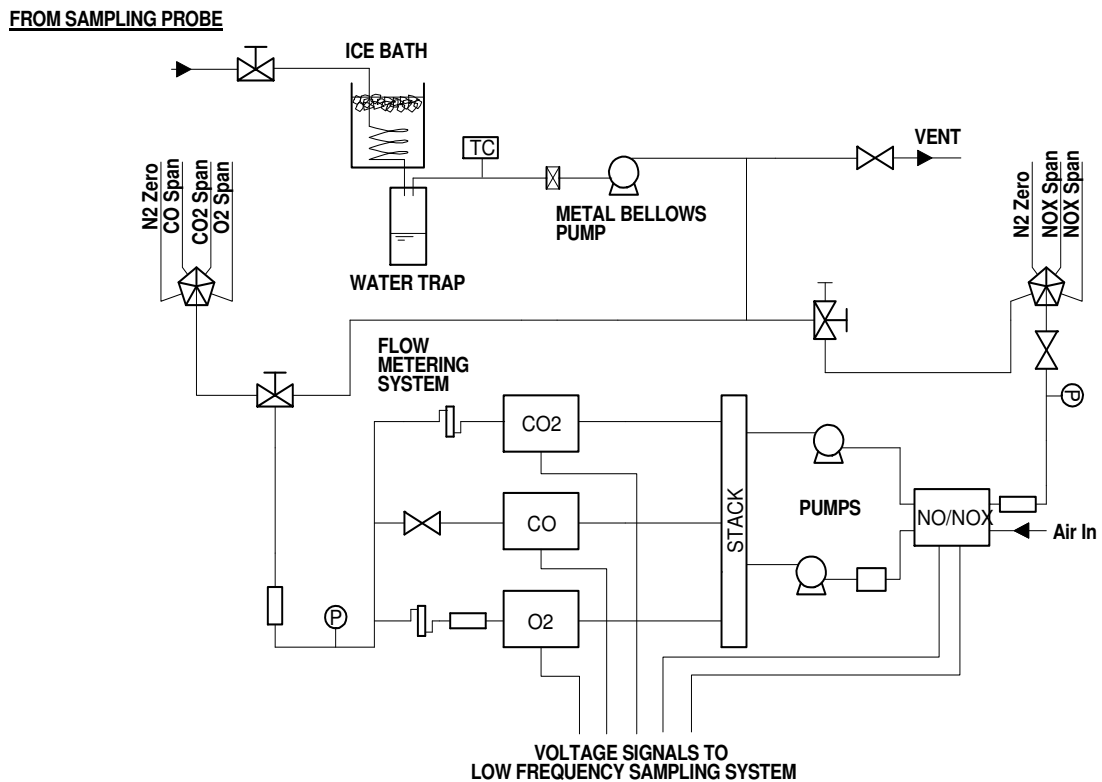 FROM SAMPLING PROBE
ICE BATH
TC
VENT
N2 Zero
CO Span
CO2 Span
O2 Span
METAL BELLOWS
PUMP
N2 Zero
NOX Span
NOX Span
WATER TRAP
FLOW
METERING
SYSTEM
P
CO2
CO
O2
STACK
PUMPS
NO/NOX
Air In
P
VOLTAGE SIGNALS TO
LOW FREQUENCY SAMPLING SYSTEM